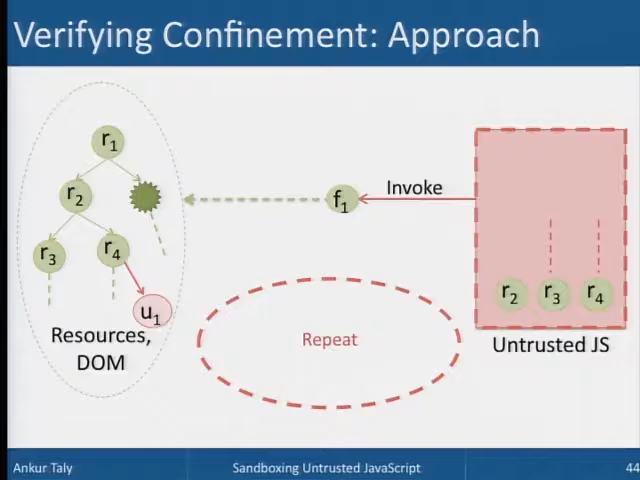 Verifying Confinement: Approach
r1
r2
r3
r4
u1
Resources,
DOM
f1
Invoke
Repeat
r2 r3 r4
Untrusted JS
Ankur Taly
Sandboxing Untrusted JavaScript
44